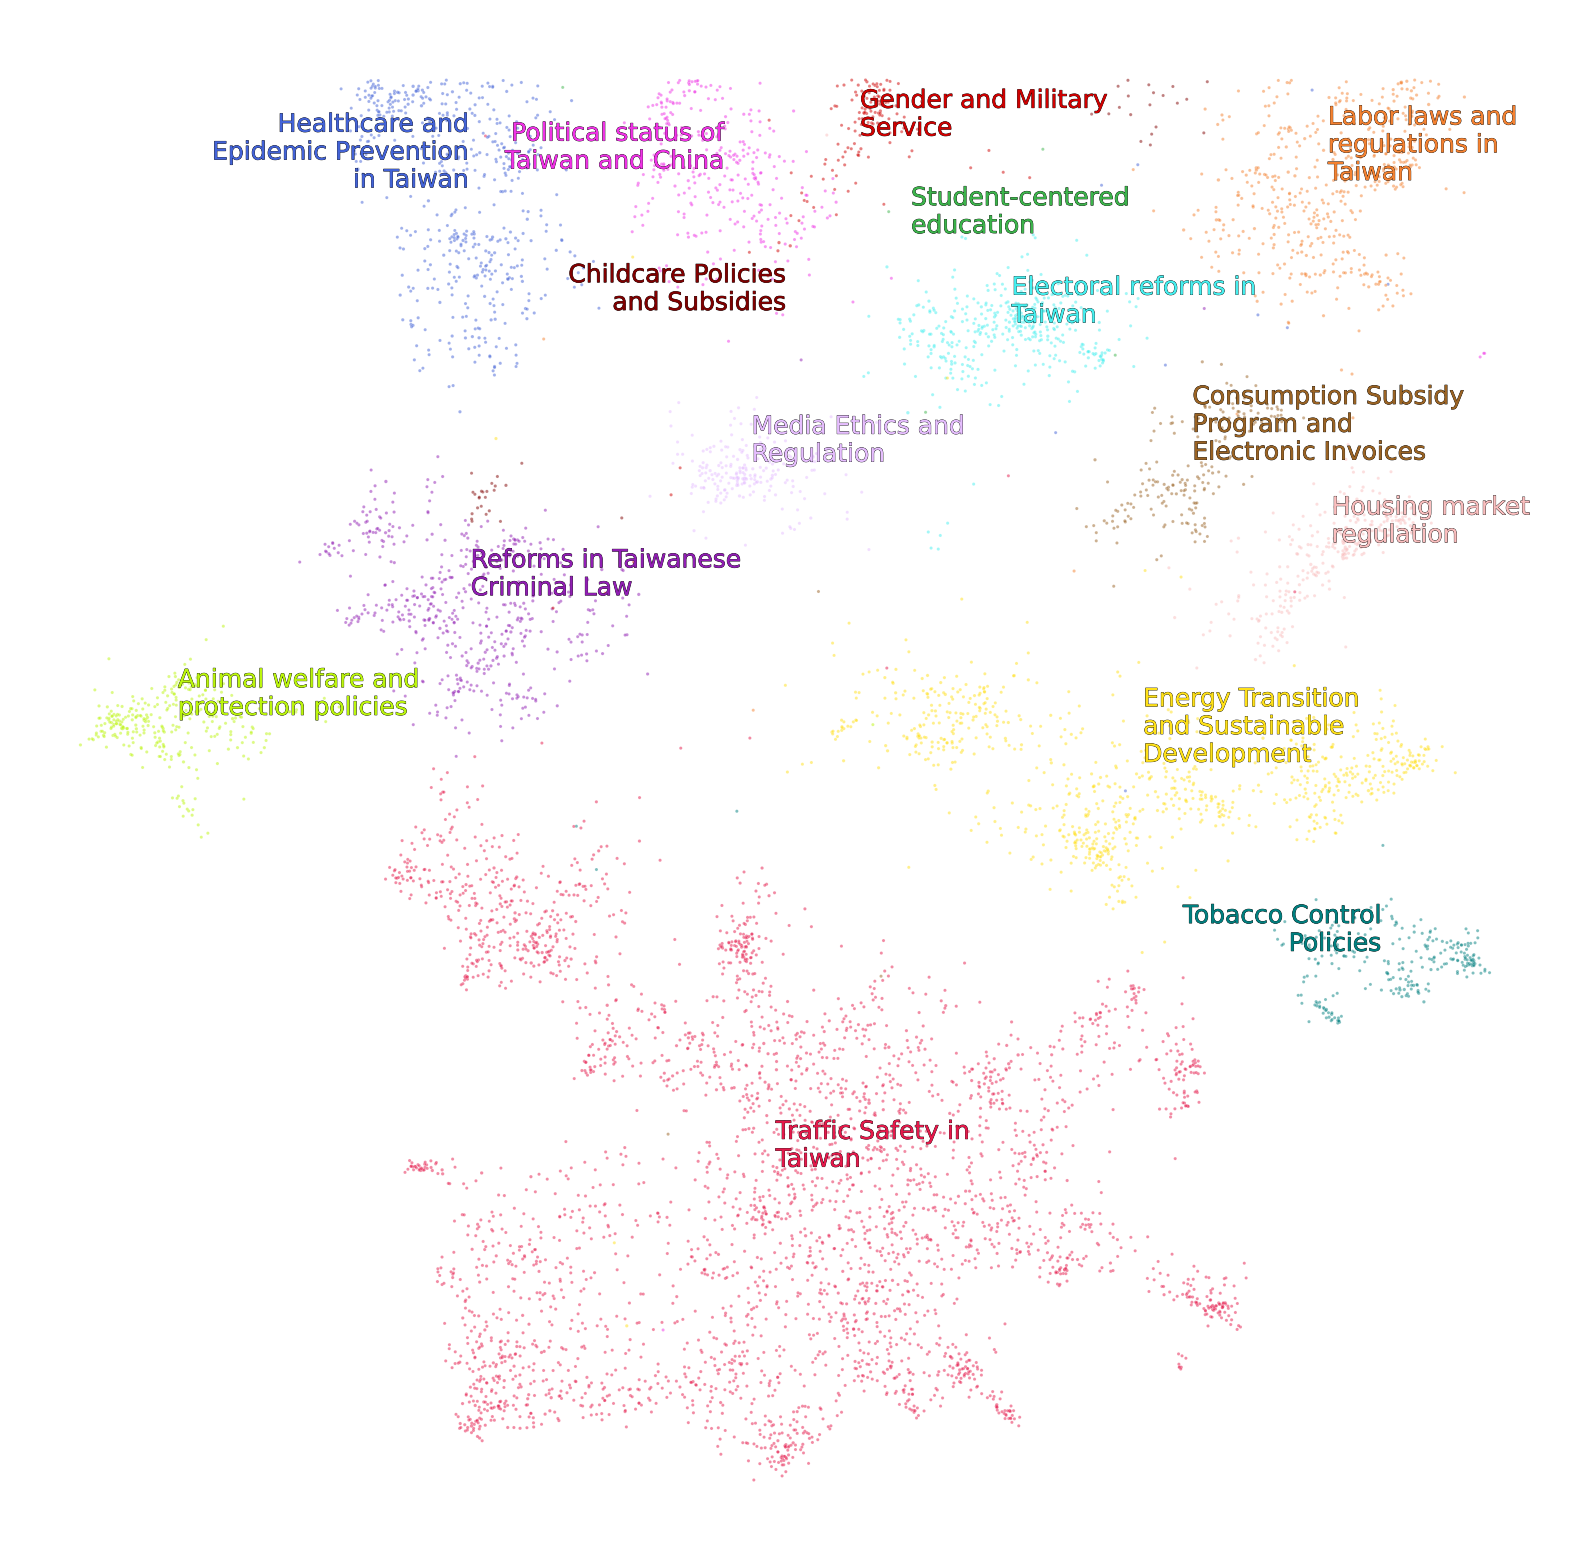 Healthcare and
Epidemic Prevention
in Taiwan
Political status of
Taiwan and China
Gender and Military
Service
Labor laws and
regulations in
Taiwan
Student-centered
education
Childcare Policies
and Subsidies
Electoral reforms in
Taiwan
Media Ethics and
Regulation
Consumption Subsidy
Program and
Electronic Invoices
Housing market
regulation
Reforms in Taiwanese
Criminal Law
Animal welfare and
protection policies
Energy Transition
and Sustainable
Development
Tobacco Control
Policies
Traffic Safety in
Taiwan